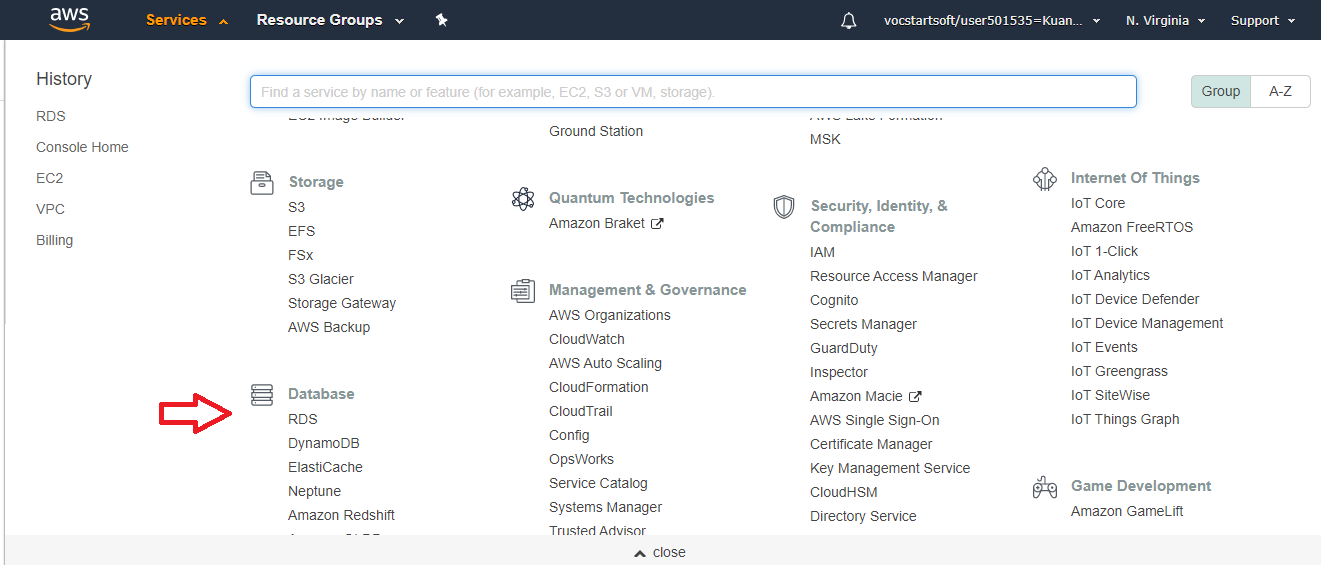 aws
Services
Resource Groups
vocstartsoft/user501535=Kuan...
N. Virginia
Support
History
RDS
Console Home
EC2
VPC
Billing
Find a service by name or feature (for example, EC2, S3 or VM, storage).
Group
A-Z
EC2 Image Builder
Storage
S3
EFS
FSx
S3 Glacier
Storage Gateway
AWS Backup
Database
RDS
DynamoDB
ElastiCache
Neptune
Amazon Redshift
Ground Station
Quantum Technologies
Amazon Braket
Management & Governance
AWS Organizations
CloudWatch
AWS Auto Scaling
CloudFormation
CloudTrail
Config
OpsWorks
Service Catalog
Systems Manager
Trusted Advisor
AWS Lake Formation
MSK
Security, Identity, &
Compliance
IAM
Resource Access Manager
Cognito
Secrets Manager
GuardDuty
Inspector
Amazon Macie
AWS Single Sign-On
Certificate Manager
Key Management Service
CloudHSM
Directory Service
Internet Of Things
IoT Core
Amazon FreeRTOS
IoT 1-Click
IoT Analytics
IoT Device Defender
IoT Device Management
IoT Events
IoT Greengrass
IoT SiteWise
IoT Things Graph
Game Development
Amazon GameLift
close